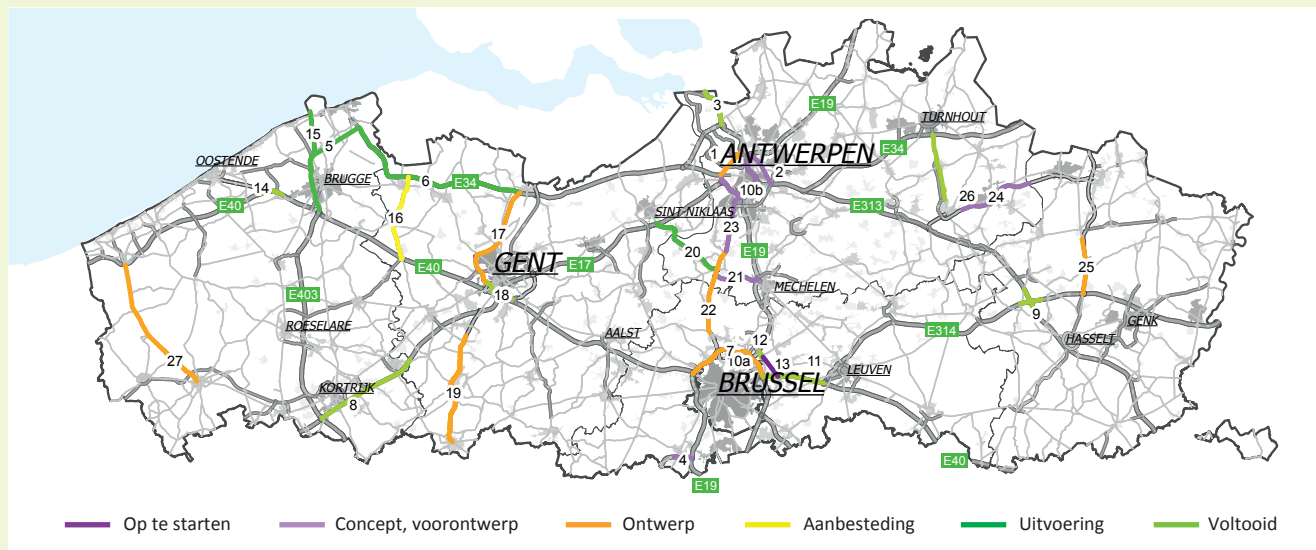 E19
3
TURNHOUT
15
5
E34
1
ANTWERPEN
OOSTENDE
2
14
BRUGGE
6
E34
10b
26
24
E40
SINT-NIKLAAS
E313
16
17
23
20
E19
GENT
E17
E40
21
25
18
MECHELEN
E403
22
9
GENK
ROESELARE
AALST
E314
HASSELT
12
7
10a
13
11
27
LEUVEN
KORTRIJK
BRUSSEL
19
8
4
E40
E19
Op te starten
Concept, voorontwerp
Ontwerp
Aanbesteding
Uitvoering
Voltooid